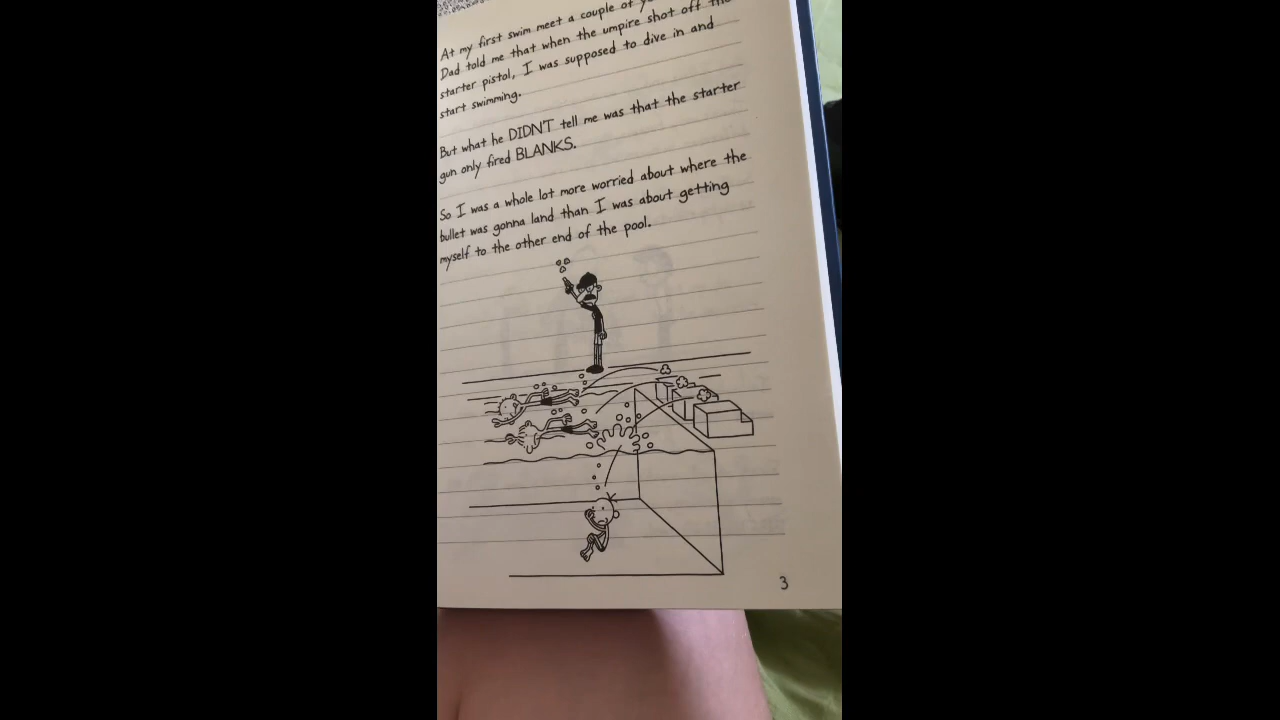 At my first swim meet a couple of
Dad told me that when the umpire shot off the
starter pistol, I was supposed to dive in and
start swimming.
But what he DIDN'T tell me was that the starter
gun only fired BLANKS.
So I was a whole lot more worried about where the
bullet was gonna land than I was about getting
myself to the other end of the pool.
3